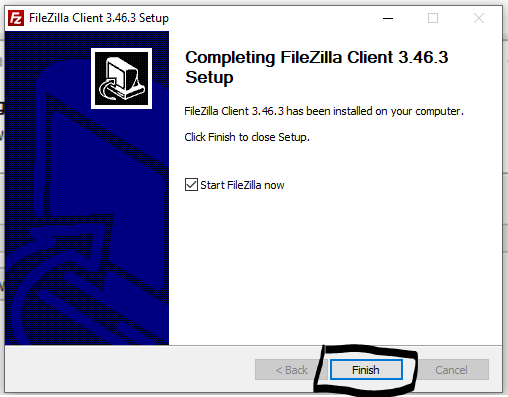 FileZilla Client 3.46.3 Setup
Completing FileZilla Client 3.46.3
Setup
FileZilla Client 3.46.3 has been installed on your computer.
Click Finish to close Setup.
Start FileZilla now
< Back
Finish
Cancel